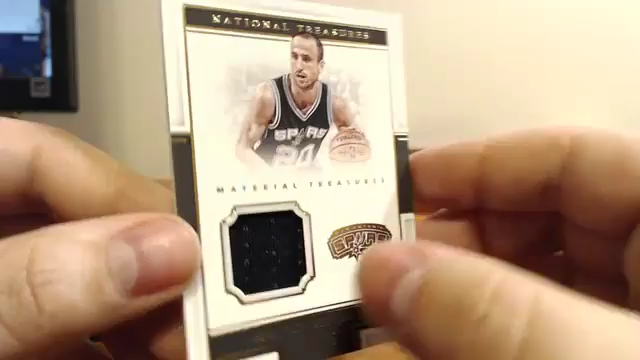 NATIONAL TREASURES
SPURS
20
MATERIAL TREASURES
SPURS